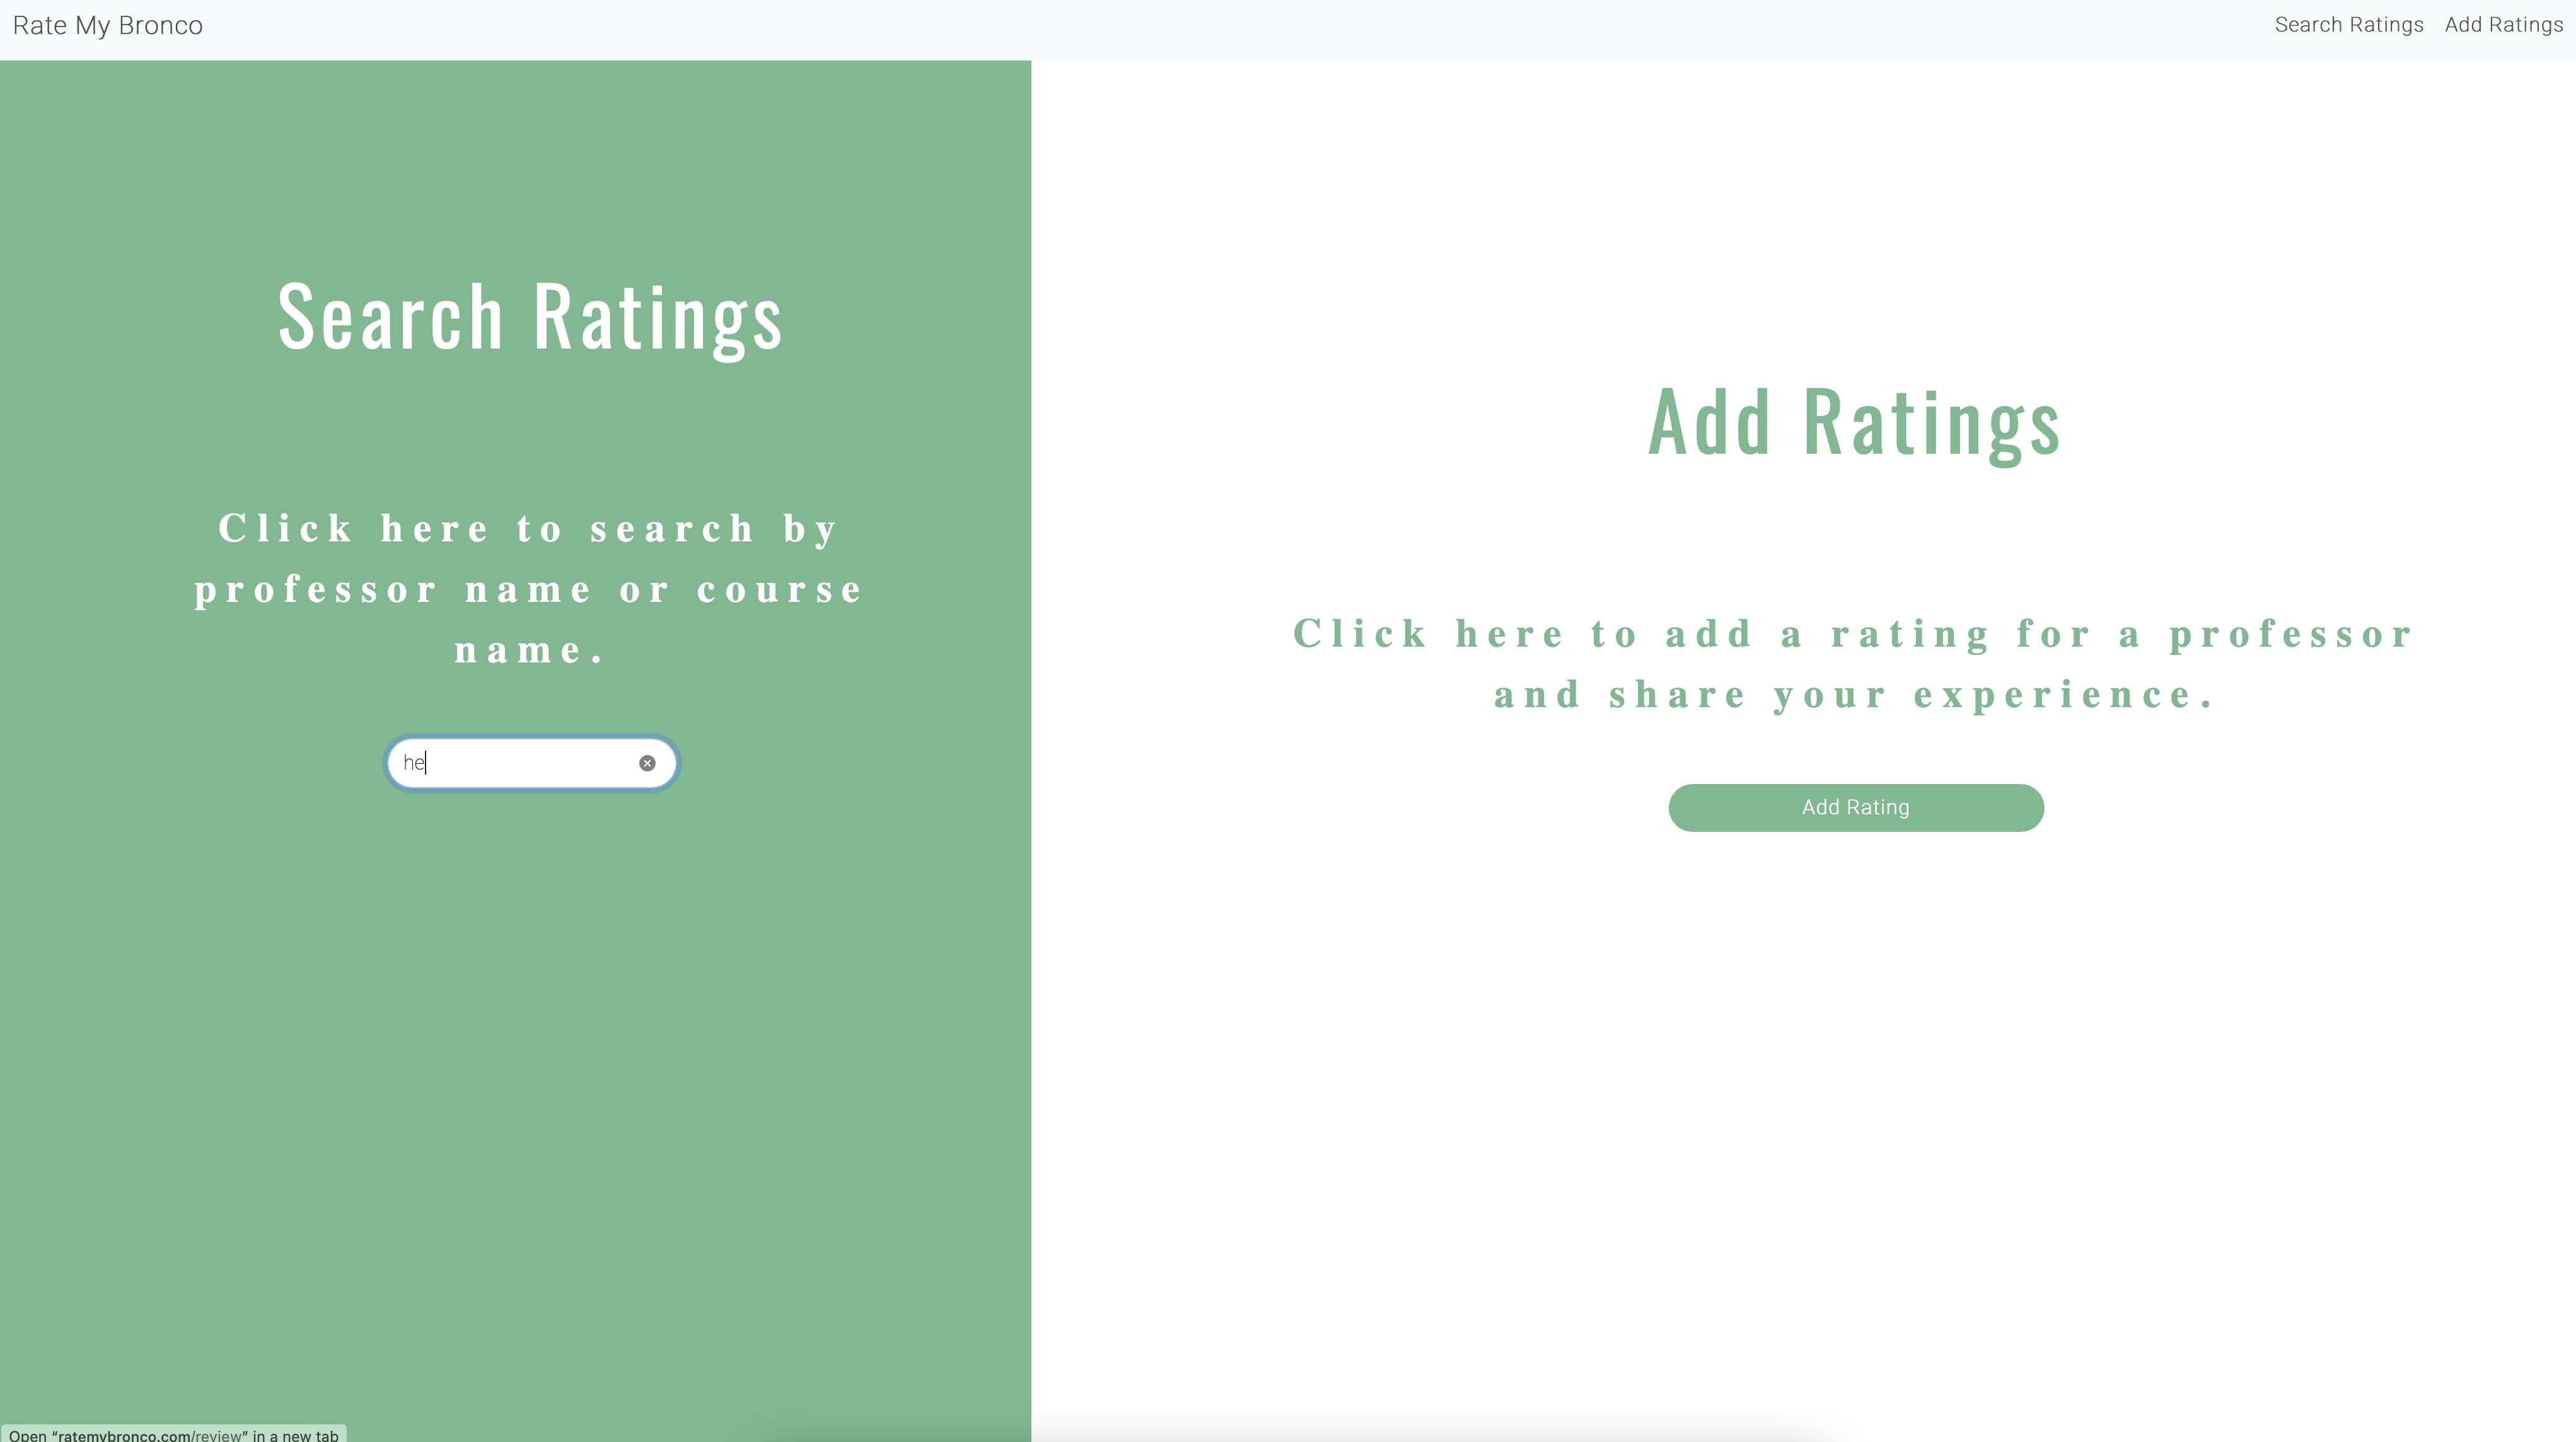 Rate My Bronco
Search Ratings Add Ratings
Search Ratings
Click here to search by
professor name or course
name.
he
Add Ratings
Click here to add a rating for a professor
and share your experience.
Add Rating
Open “ratemybronco.com/review” in a new tab